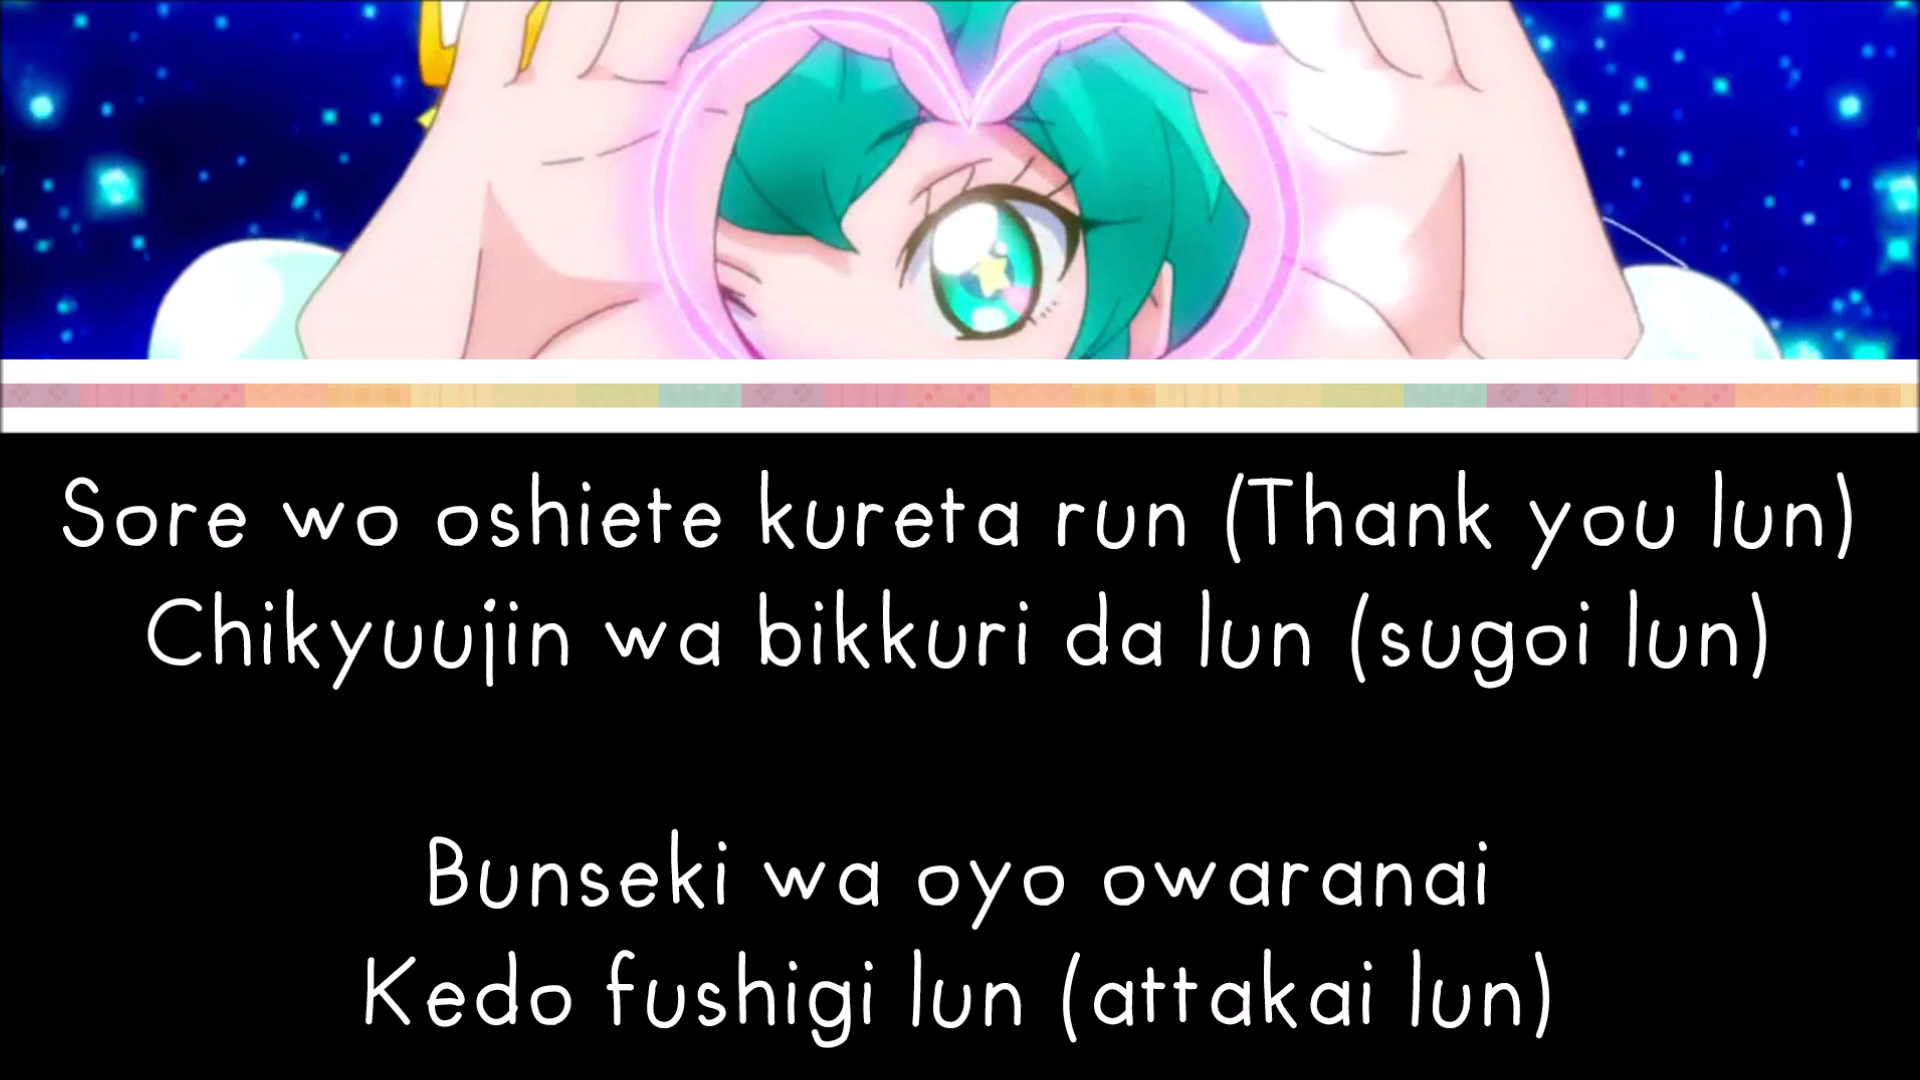 Sore wo oshiete kureta run (Thank you lun)
Chikyuujin wa bikkuri da lun (sugoi lun)
Bunseki wa oyo owaranai
Kedo fushigi lun (attakai lun)